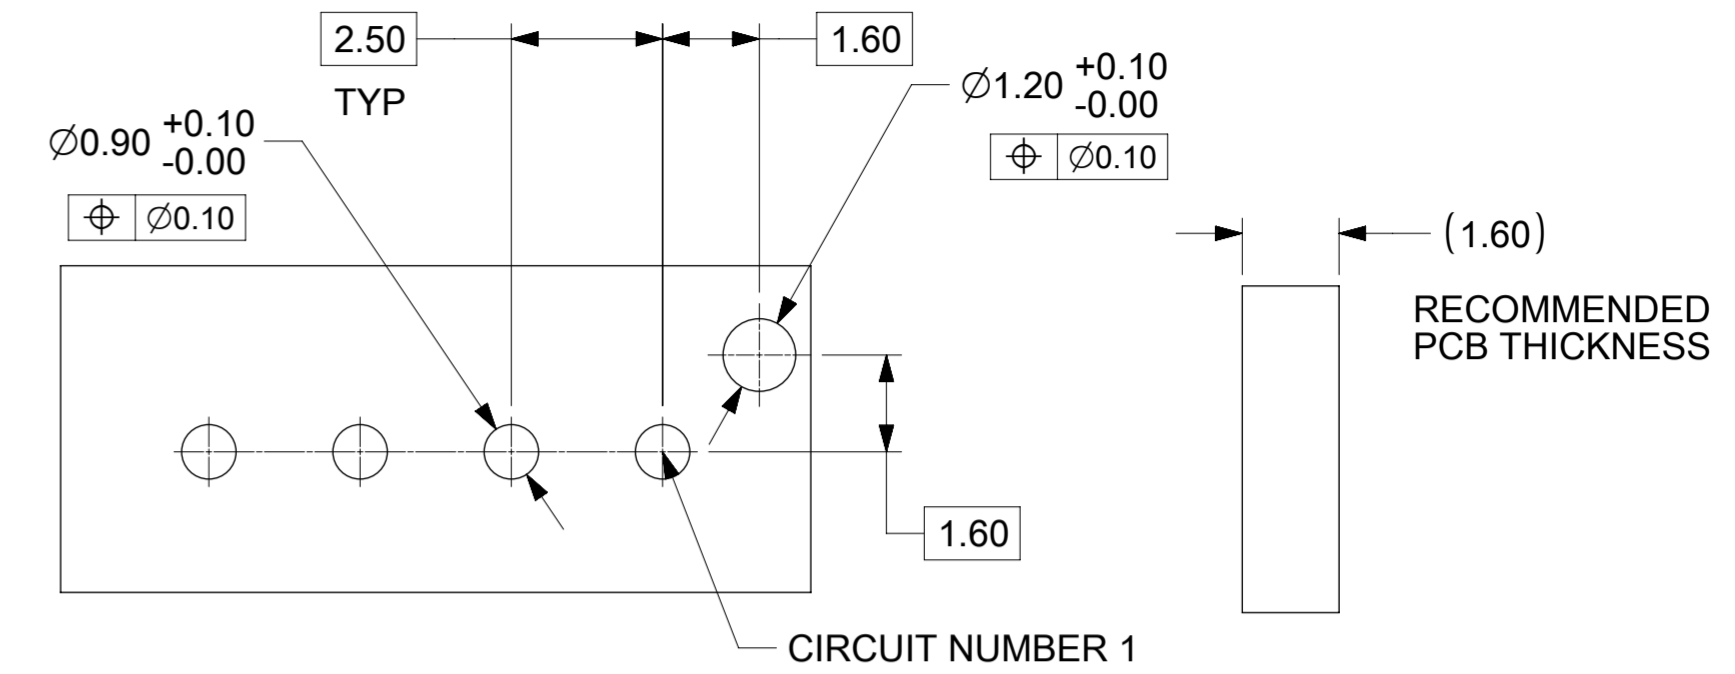 2.50
TYP
1.60
⌀1.20 +0.10
-0.00
⌖ ⌀0.10
⌀0.90 +0.10
-0.00
⌖ ⌀0.10
(1.60)
RECOMMENDED
PCB THICKNESS
1.60
CIRCUIT NUMBER 1